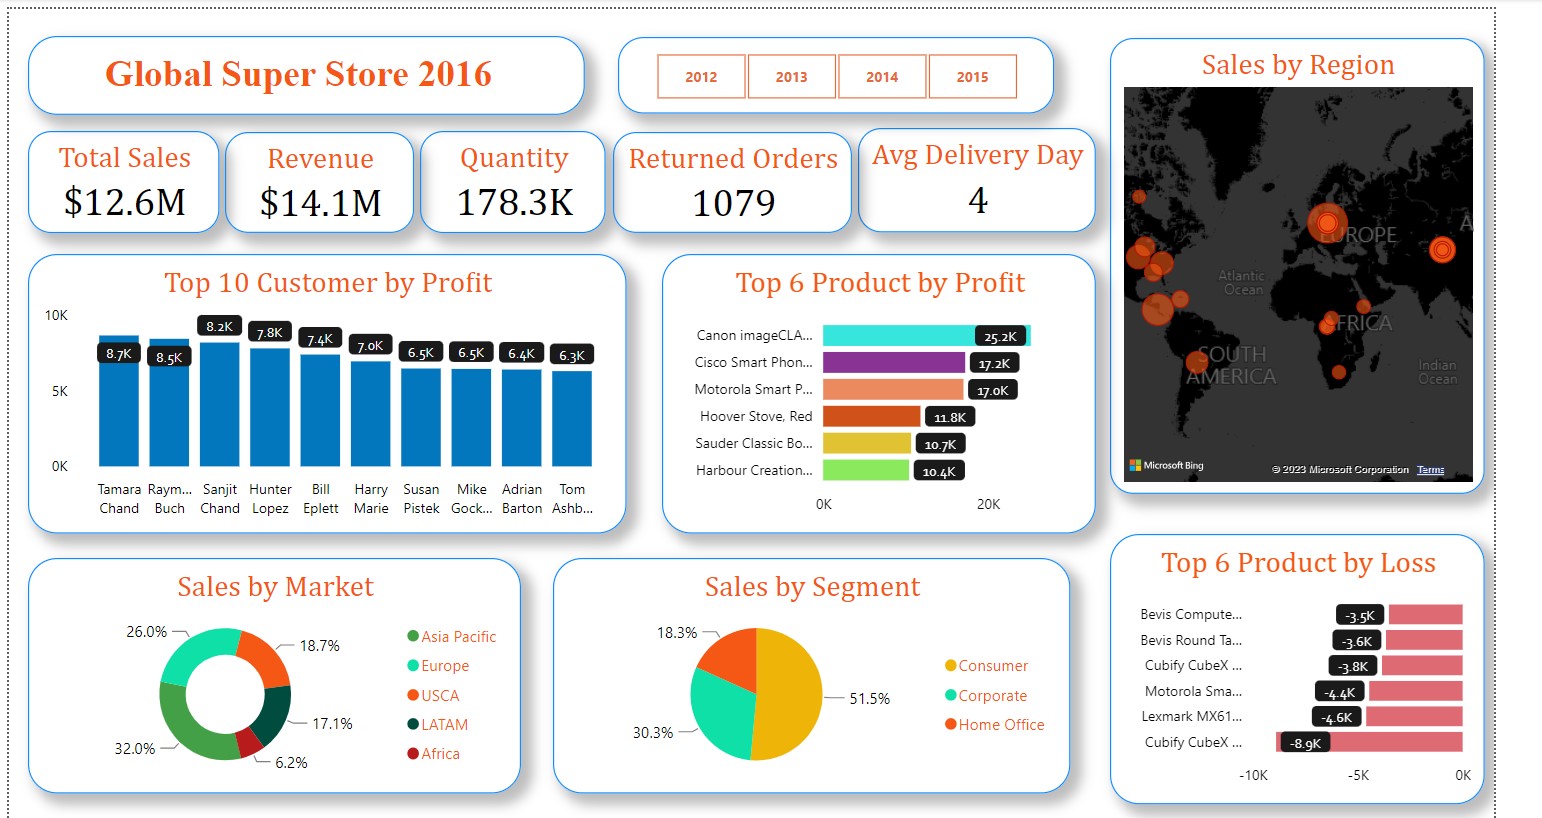 Global Super Store 2016
2012 2013 2014 2015
Total Sales
$12.6M
Revenue
$14.1M
Quantity
178.3K
Returned Orders
1079
Avg Delivery Day
4
Sales by Region
EUROPE
A
Atlantic
Ocean
AFRICA
SOUTH
AMERICA
Indian
Ocean
Microsoft Bing
© 2023 Microsoft Corporation Terms
Top 10 Customer by Profit
10K
5K
0K
8.7K 8.5K 8.2K 7.8K 7.4K 7.0K 6.5K 6.5K 6.4K 6.3K
Tamara Raym... Sanjit Hunter Bill Harry Susan Mike Adrian Tom
Chand Buch Chand Lopez Eplett Marie Pistek Gock... Barton Ashb...
Top 6 Product by Profit
Canon imageCLA... 25.2K
Cisco Smart Phon... 17.2K
Motorola Smart P... 17.0K
Hoover Stove, Red 11.8K
Sauder Classic Bo... 10.7K
Harbour Creation... 10.4K
0K 20K
Sales by Market
26.0%
18.7%
17.1%
32.0%
6.2%
Asia Pacific
Europe
USCA
LATAM
Africa
Sales by Segment
18.3%
51.5%
30.3%
Consumer
Corporate
Home Office
Top 6 Product by Loss
Bevis Compute... -3.5K
Bevis Round Ta... -3.6K
Cubify CubeX ... -3.8K
Motorola Sma... -4.4K
Lexmark MX61... -4.6K
Cubify CubeX ... -8.9K
-10K -5K 0K